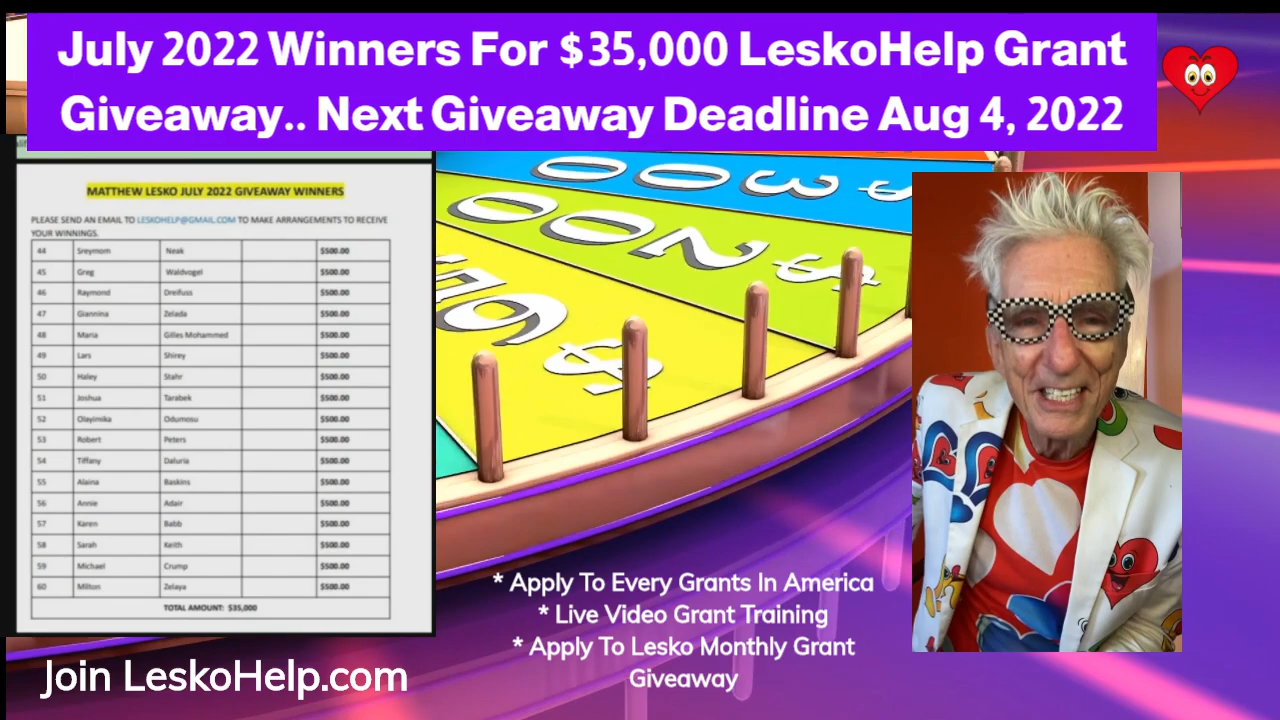 July 2022 Winners For $35,000 LeskoHelp Grant
Giveaway.. Next Giveaway Deadline Aug 4, 2022
MATTHEW LESKO JULY 2022 GIVEAWAY WINNERS
PLEASE SEND AN EMAIL TO LESKOHELP@GMAIL.COM TO MAKE ARRANGEMENTS TO RECEIVE
YOUR WINNINGS.
44 Sreymom Neak $500.00
45 Greg Waldvogel $500.00
46 Raymond Dreifuss $500.00
47 Giannina Zelada $500.00
48 Maria Gilles Mohammed $500.00
49 Lars Shirey $500.00
50 Haley Stahr $500.00
51 Joshua Tarabek $500.00
52 Olayimika Odumosu $500.00
53 Robert Peters $500.00
54 Tiffany Daluria $500.00
55 Alaina Baskins $500.00
56 Annie Adair $500.00
57 Karen Babb $500.00
58 Sarah Keith $500.00
59 Michael Crump $500.00
60 Milton Zelaya $500.00
TOTAL AMOUNT: $35,000
$200
* Apply To Every Grants In America
* Live Video Grant Training
* Apply To Lesko Monthly Grant
Giveaway
Join LeskoHelp.com